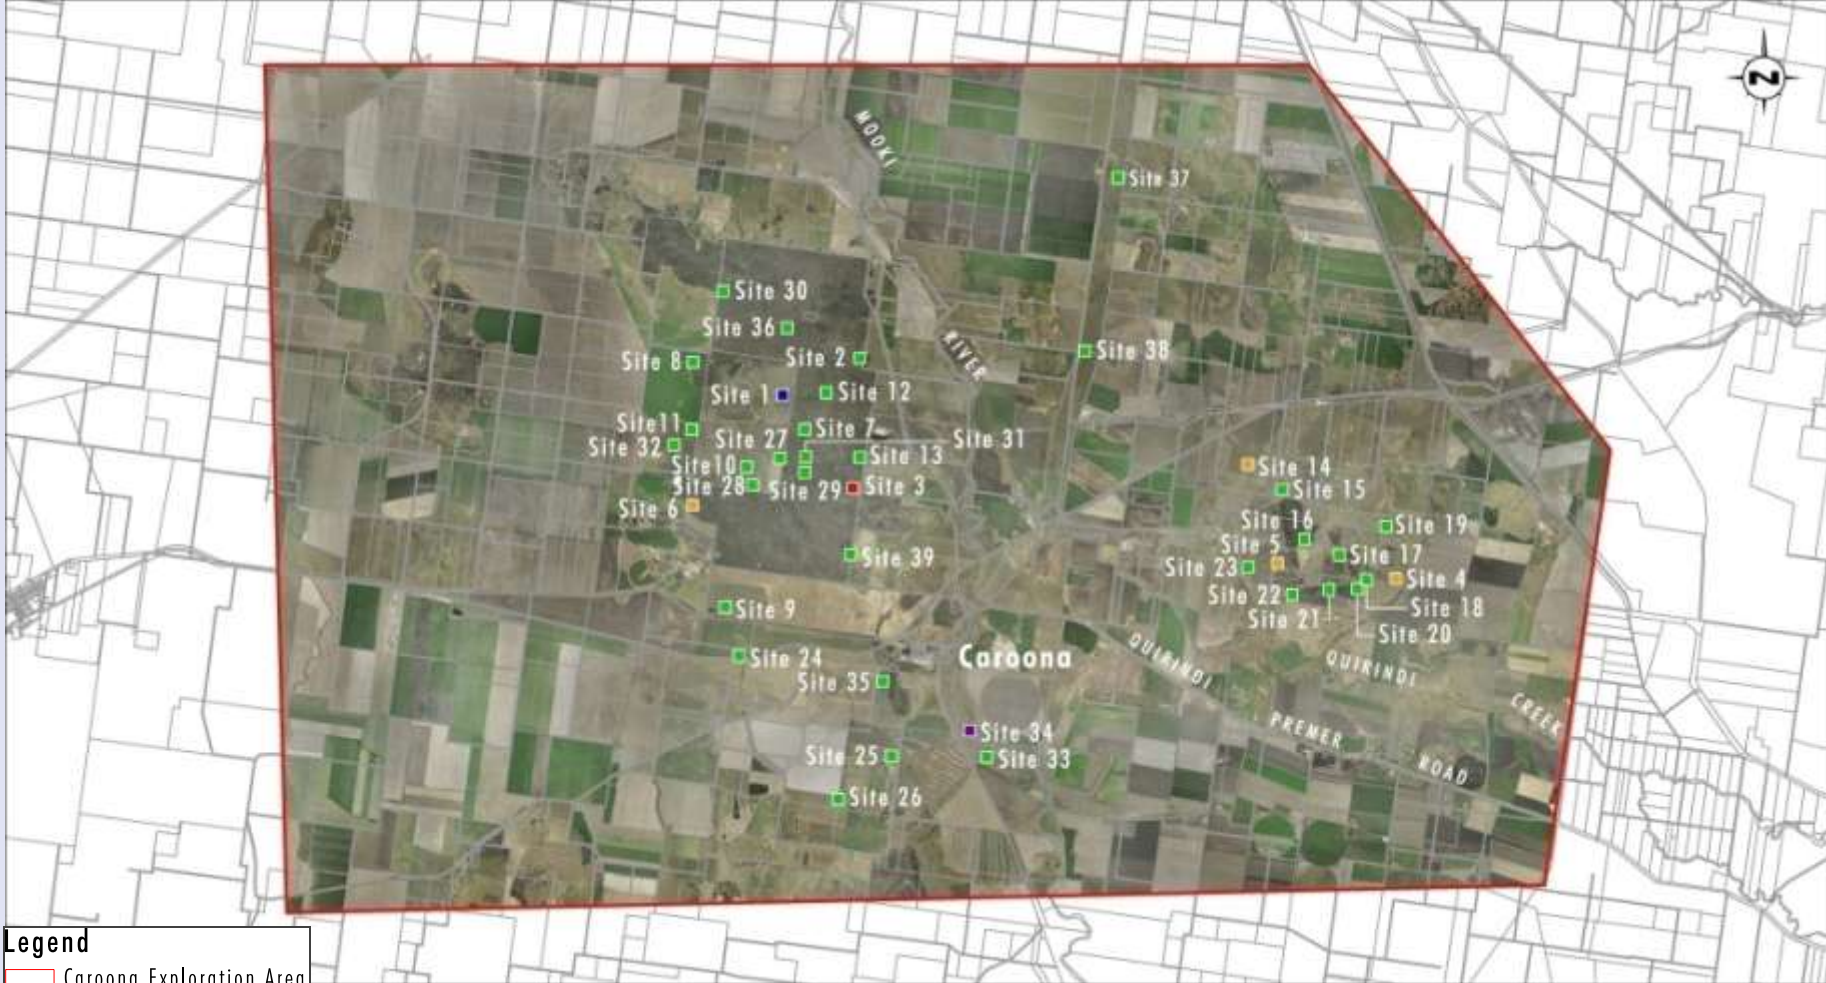 N
MOOKI
Site 37
Site 30
Site 36
RIVER
Site 38
Site 8
Site 2
Site 1
Site 12
Site11
Site 7
Site 27
Site 31
Site 32
Site10
Site 13
Site 28
Site 29
Site 3
Site 6
Site 14
Site 15
Site 16
Site 19
Site 5
Site 17
Site 39
Site 23
Site 4
Site 22
Site 18
Site 21
Site 20
Site 9
Site 24
Caroona
QUIRINDI
QUIRINDI
Site 35
CREEK
PREMER
Site 34
Site 25
Site 33
ROAD
Site 26
Legend
Caroona Exploration Area